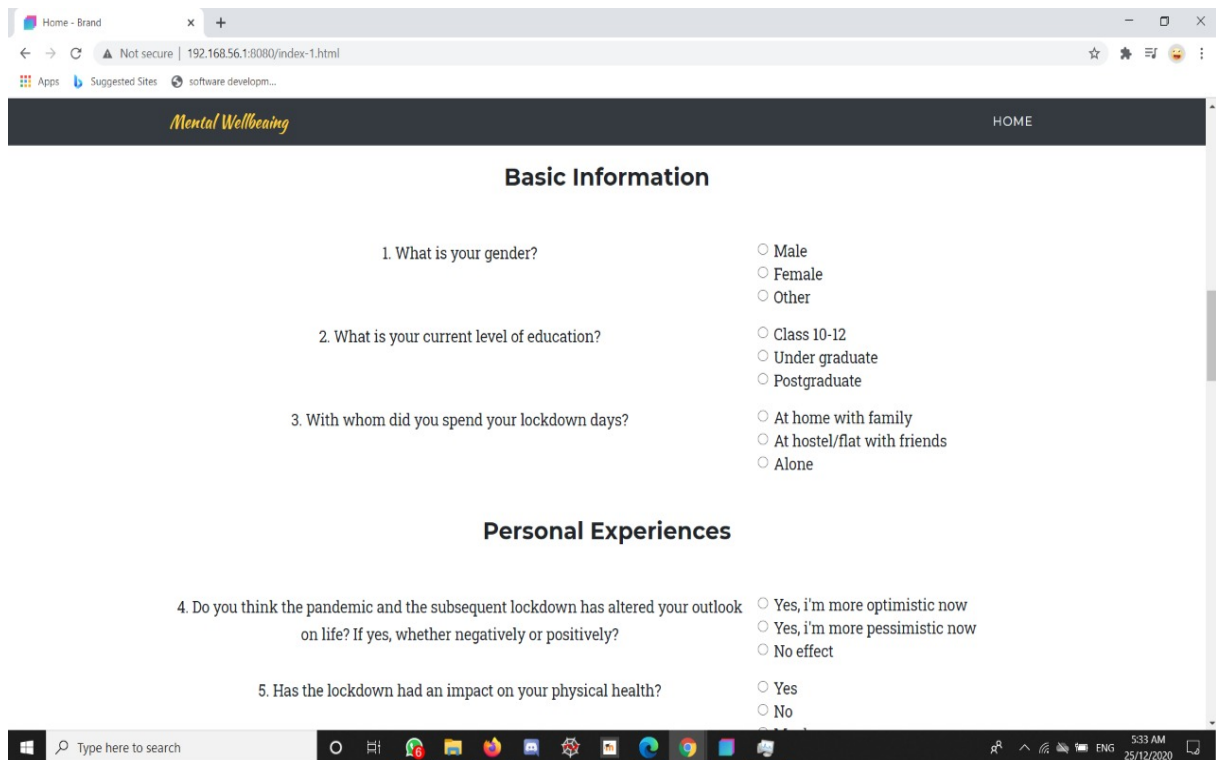 Home - Brand
Not secure | 192.168.56.1:8080/index-1.html
Apps Suggested Sites software developm...
Mental Wellbeaing HOME
Basic Information
1. What is your gender?
Male
Female
Other
2. What is your current level of education?
Class 10-12
Under graduate
Postgraduate
3. With whom did you spend your lockdown days?
At home with family
At hostel/flat with friends
Alone
Personal Experiences
4. Do you think the pandemic and the subsequent lockdown has altered your outlook
on life? If yes, whether negatively or positively?
Yes, i'm more optimistic now
Yes, i'm more pessimistic now
No effect
5. Has the lockdown had an impact on your physical health?
Yes
No
Type here to search
6
ENG
5:33 AM
25/12/2020